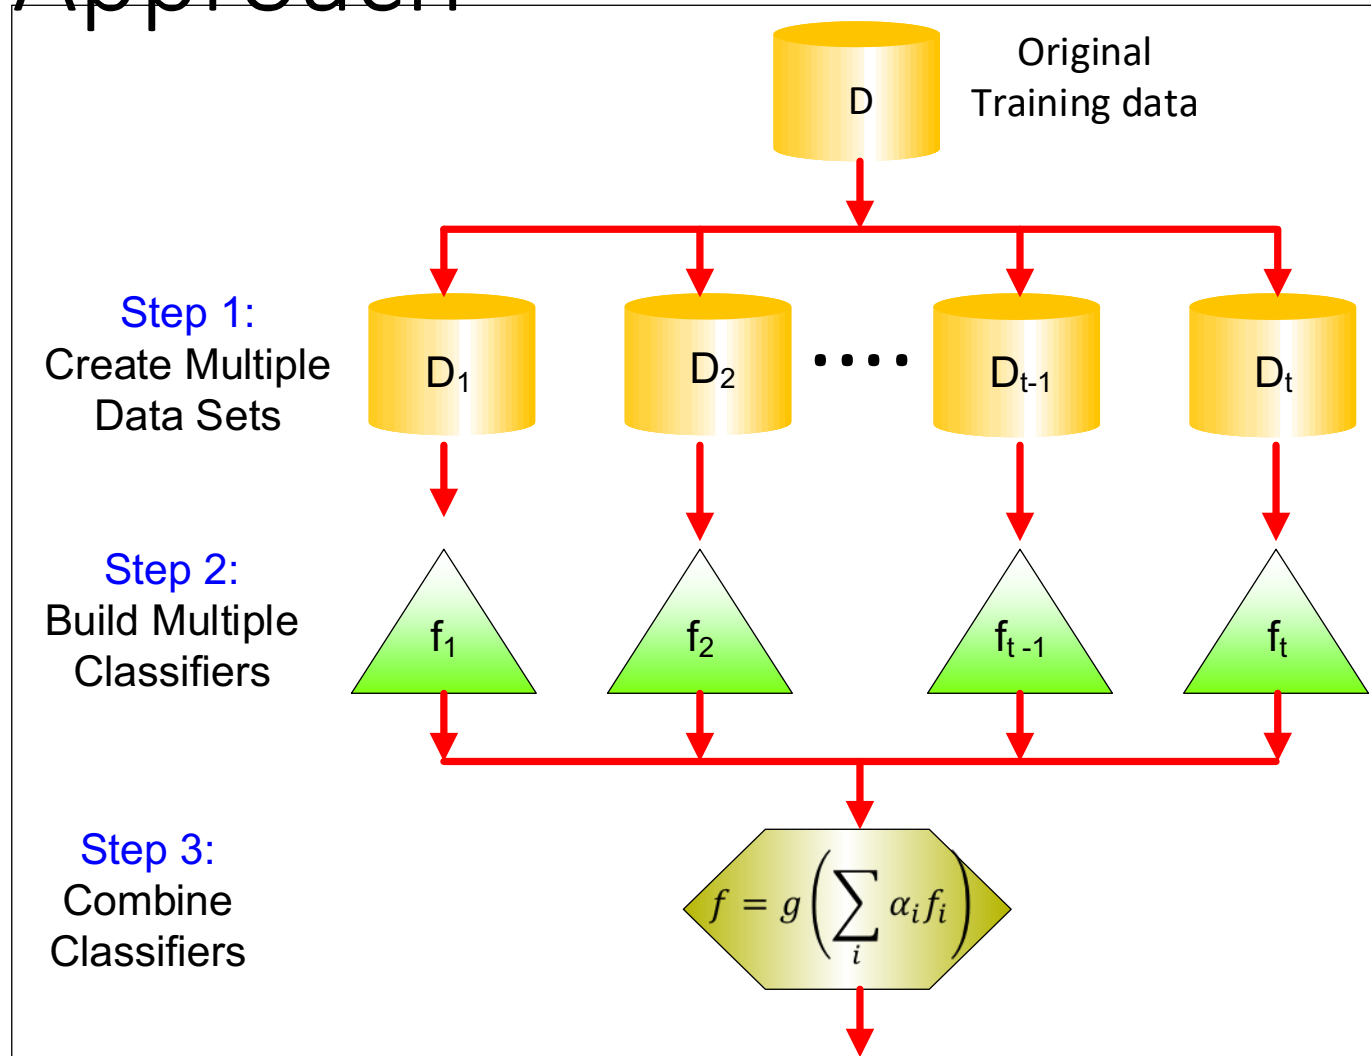 Approach
D
Original
Training data
Step 1:
Create Multiple
Data Sets
D₁
D₂
....
Dₜ₋₁
Dₜ
Step 2:
Build Multiple
Classifiers
f₁
f₂
fₜ₋₁
fₜ
Step 3:
Combine
Classifiers
f = g(∑ᵢ αᵢfᵢ)